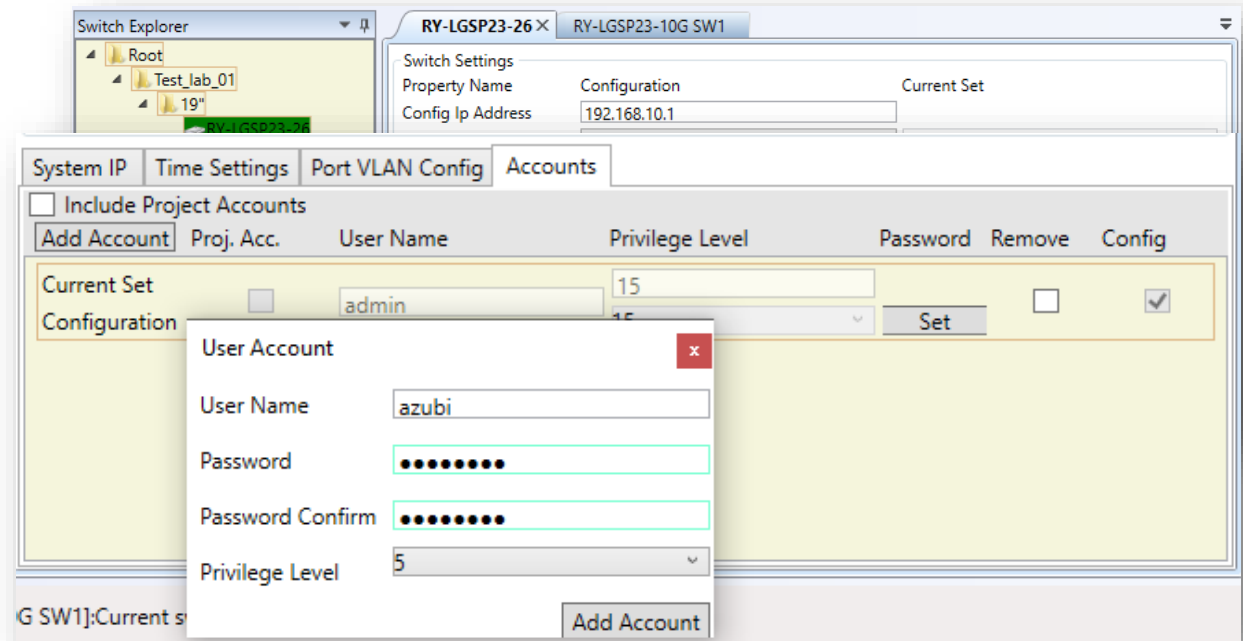 Switch Explorer
RY-LGSP23-26
RY-LGSP23-10G SW1
Root
Test_lab_01
19"
RY-LGSP23-26
Switch Settings
Property Name Configuration Current Set
Config Ip Address 192.168.10.1
System IP Time Settings Port VLAN Config Accounts
Include Project Accounts
Add Account Proj. Acc. User Name Privilege Level Password Remove Config
Current Set 15
admin
Configuration 15 Set
User Account x
User Name azubi
Password ●●●●●●●●
Password Confirm ●●●●●●●●
Privilege Level 5
Add Account
G SW1]:Current